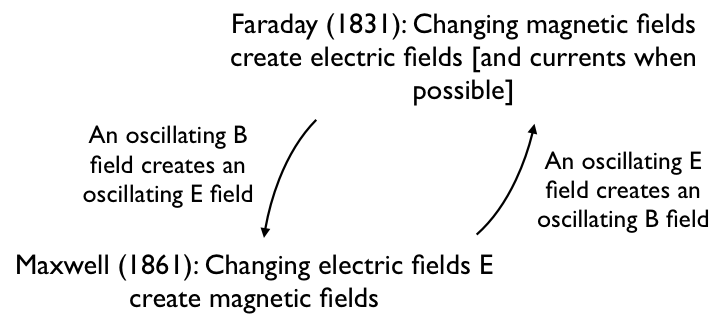 Faraday (1831): Changing magnetic fields
create electric fields [and currents when
possible]
An oscillating B
field creates an
oscillating E field
An oscillating E
field creates an
oscillating B field
Maxwell (1861): Changing electric fields E
create magnetic fields